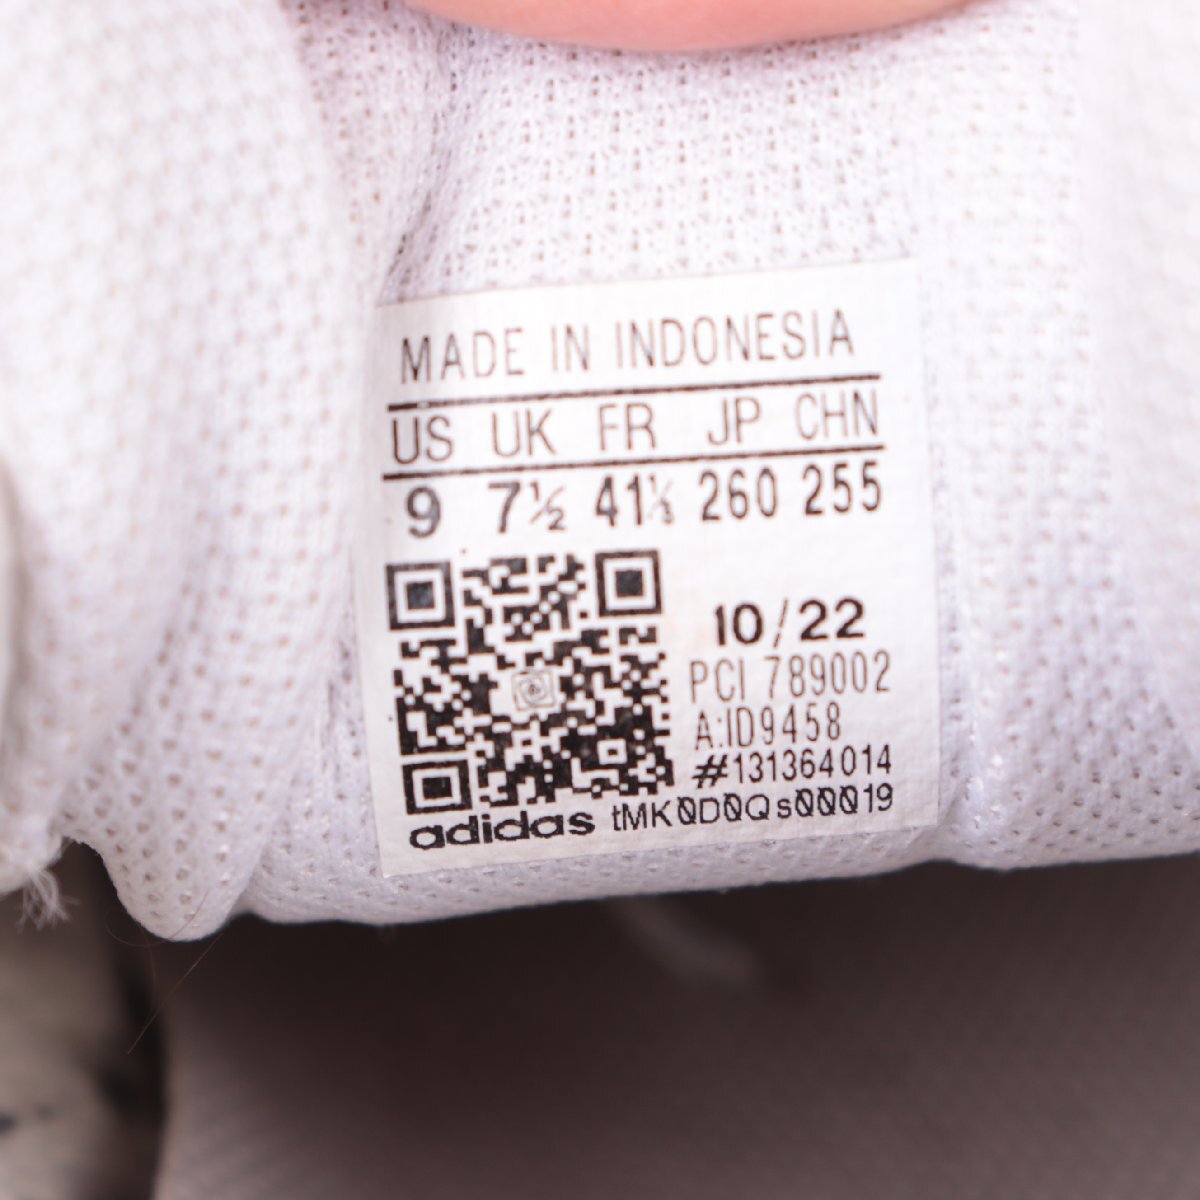 MADE IN INDONESIA
US UK FR JP CHN
9 7½ 41⅓ 260 255
10/22
PCI 789002
A:ID9458
#131364014
adidas tMK0D0Qs00019